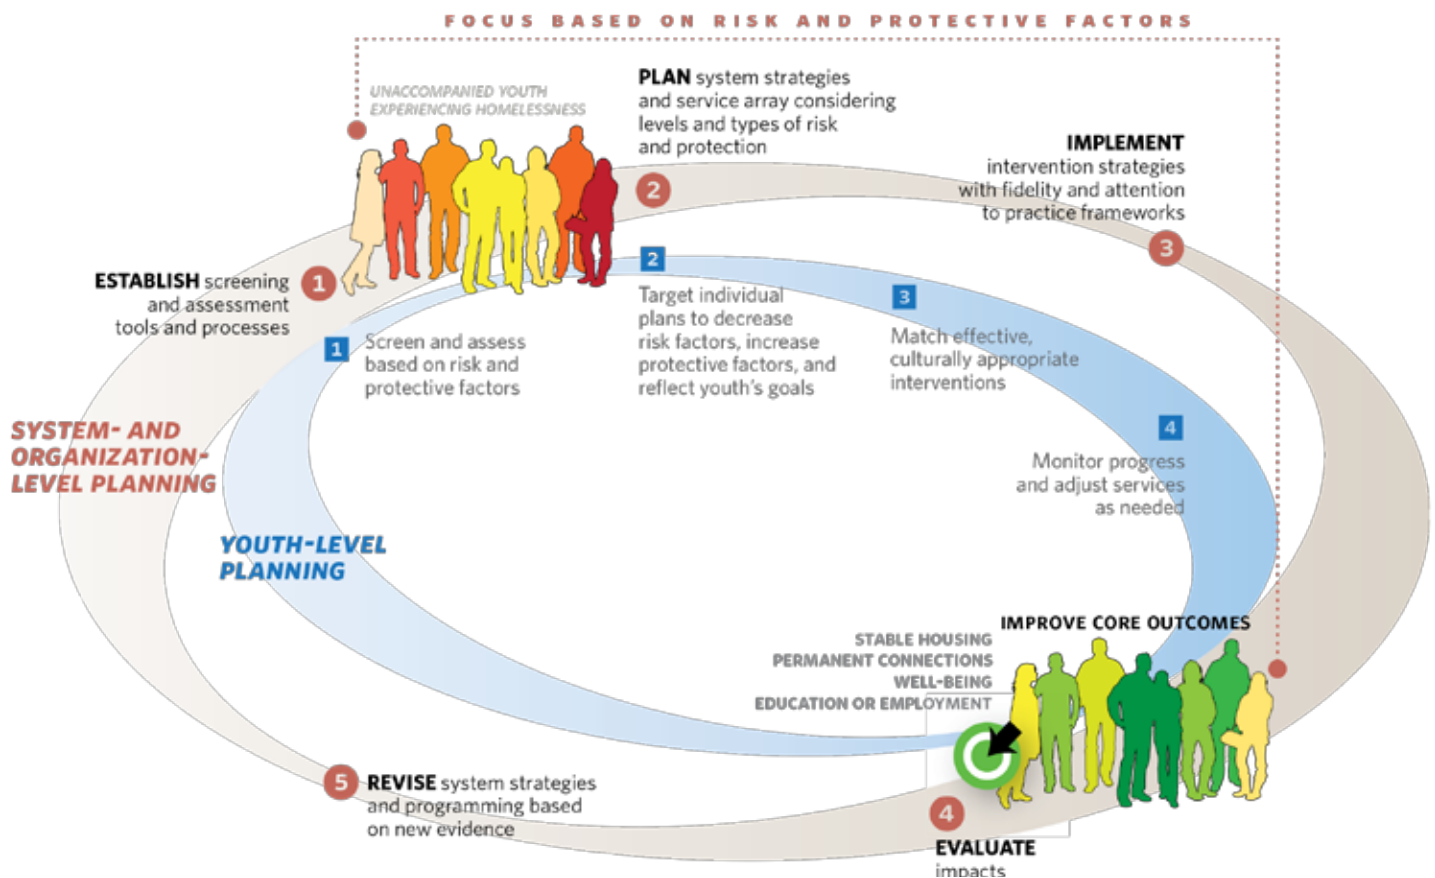 FOCUS BASED ON RISK AND PROTECTIVE FACTORS
UNACCOMPANIED YOUTH
EXPERIENCING HOMELESSNESS
PLAN system strategies
and service array considering
levels and types of risk
and protection
2
IMPLEMENT
intervention strategies
with fidelity and attention
to practice frameworks
3
ESTABLISH screening
and assessment
tools and processes
1
1
Screen and assess
based on risk and
protective factors
2
Target individual
plans to decrease
risk factors, increase
protective factors, and
reflect youth's goals
3
Match effective,
culturally appropriate
interventions
4
Monitor progress
and adjust services
as needed
SYSTEM- AND
ORGANIZATION-
LEVEL PLANNING
YOUTH-LEVEL
PLANNING
IMPROVE CORE OUTCOMES
STABLE HOUSING
PERMANENT CONNECTIONS
WELL-BEING
EDUCATION OR EMPLOYMENT
5
REVISE system strategies
and programming based
on new evidence
4
EVALUATE
impacts